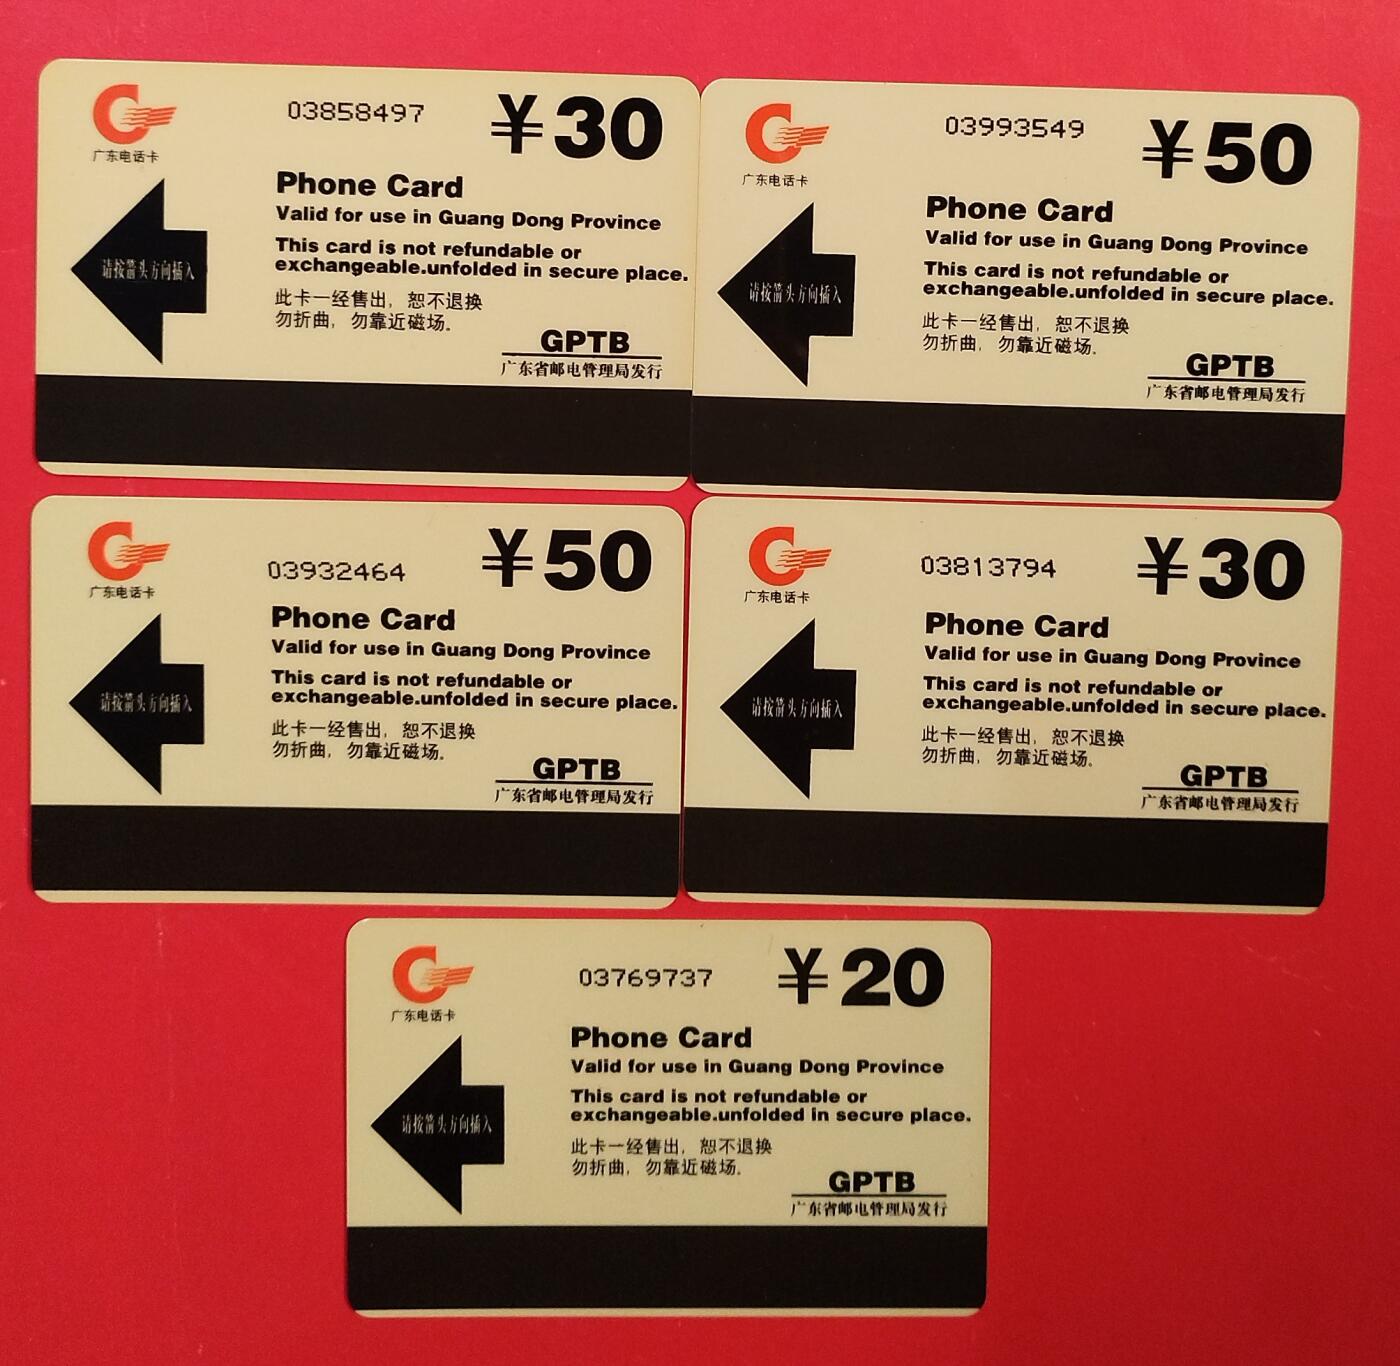 03858497
¥30
广东电话卡
Phone Card
Valid for use in Guang Dong Province
This card is not refundable or
exchangeable.unfolded in secure place.
请按箭头方向插入
此卡一经售出，恕不退换
勿折曲，勿靠近磁场。
GPTB
广东省邮电管理局发行
03993549
¥50
广东电话卡
Phone Card
Valid for use in Guang Dong Province
This card is not refundable or
exchangeable.unfolded in secure place.
请按箭头方向插入
此卡一经售出，恕不退换
勿折曲，勿靠近磁场。
GPTB
广东省邮电管理局发行
03932464
¥50
广东电话卡
Phone Card
Valid for use in Guang Dong Province
This card is not refundable or
exchangeable.unfolded in secure place.
请按箭头方向插入
此卡一经售出，恕不退换
勿折曲，勿靠近磁场。
GPTB
广东省邮电管理局发行
03813794
¥30
广东电话卡
Phone Card
Valid for use in Guang Dong Province
This card is not refundable or
exchangeable.unfolded in secure place.
请按箭头方向插入
此卡一经售出，恕不退换
勿折曲，勿靠近磁场。
GPTB
广东省邮电管理局发行
03769737
¥20
广东电话卡
Phone Card
Valid for use in Guang Dong Province
This card is not refundable or
exchangeable.unfolded in secure place.
请按箭头方向插入
此卡一经售出，恕不退换
勿折曲，勿靠近磁场。
GPTB
广东省邮电管理局发行